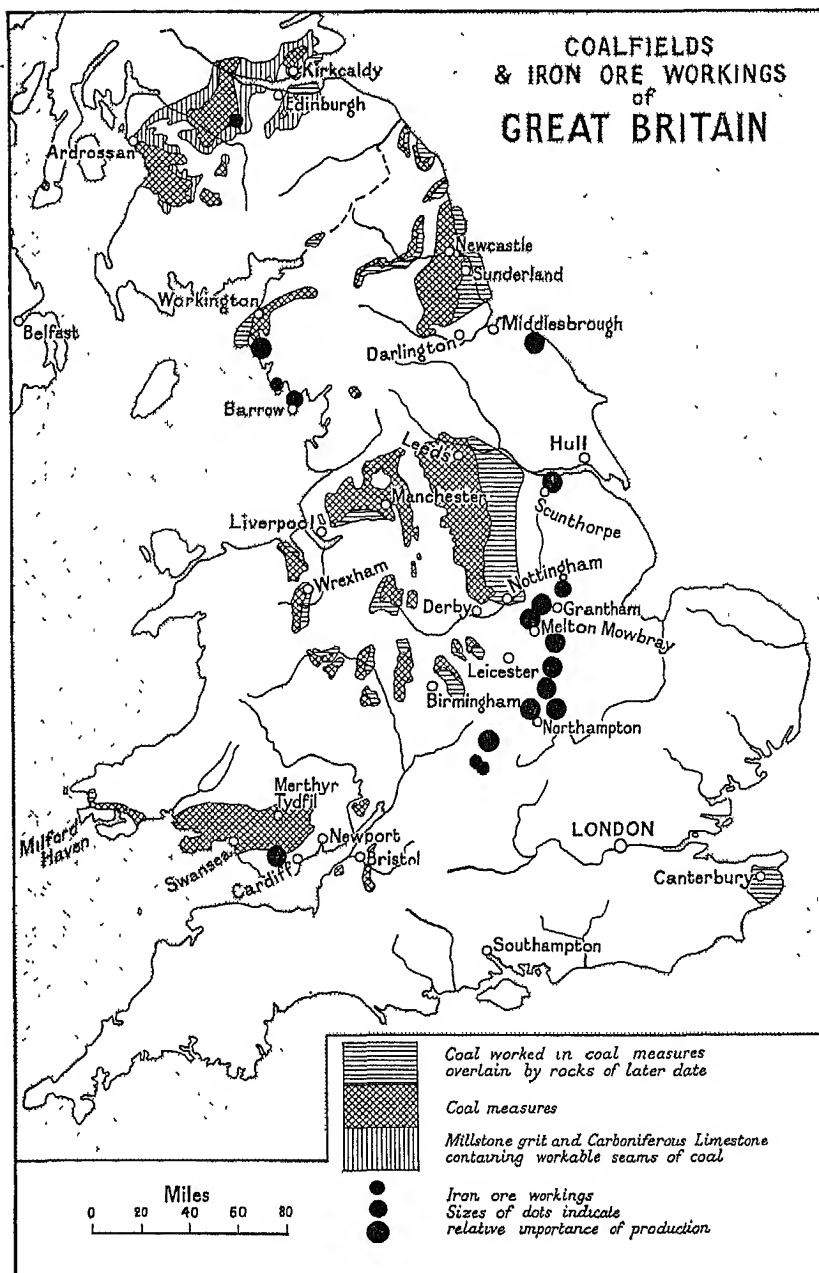 COALFIELDS
& IRON ORE WORKINGS
of
GREAT BRITAIN
Kirkcaldy
Edinburgh
Ardrossan
Newcastle
Sunderland
Workington
Belfast
Middlesbrough
Darlington
Barrow
Leeds
Hull
Manchester
Scunthorpe
Liverpool
Wrexham
Nottingham
Derby
Grantham
Melton Mowbray
Leicester
Birmingham
Northampton
Merthyr
Tydfil
Milford
Haven
Swansea
Newport
Cardiff
Bristol
LONDON
Canterbury
Southampton
Coal worked in coal measures
overlain by rocks of later date
Coal measures
Millstone grit and Carboniferous Limestone
containing workable seams of coal
Miles
0 20 40 60 80
Iron ore workings
Sizes of dots indicate
relative importance of production